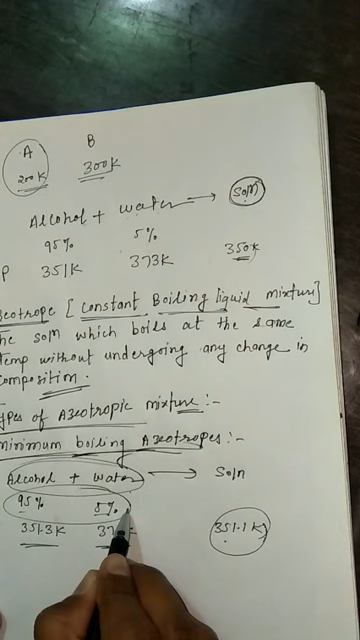 A B
200K 300K
Alcohol + water → Soln
95% 5%
P 351K 373K 350K
zeotrope [Constant Boiling liquid mixture]
he soln which boils at the same
Temp without undergoing any change in
composition.
ypes of Azeotropic mixture :-
minimum boiling Azeotropes :-
Alcohol + water → Soln
95% 5%
351.3K 37 K 351.1K